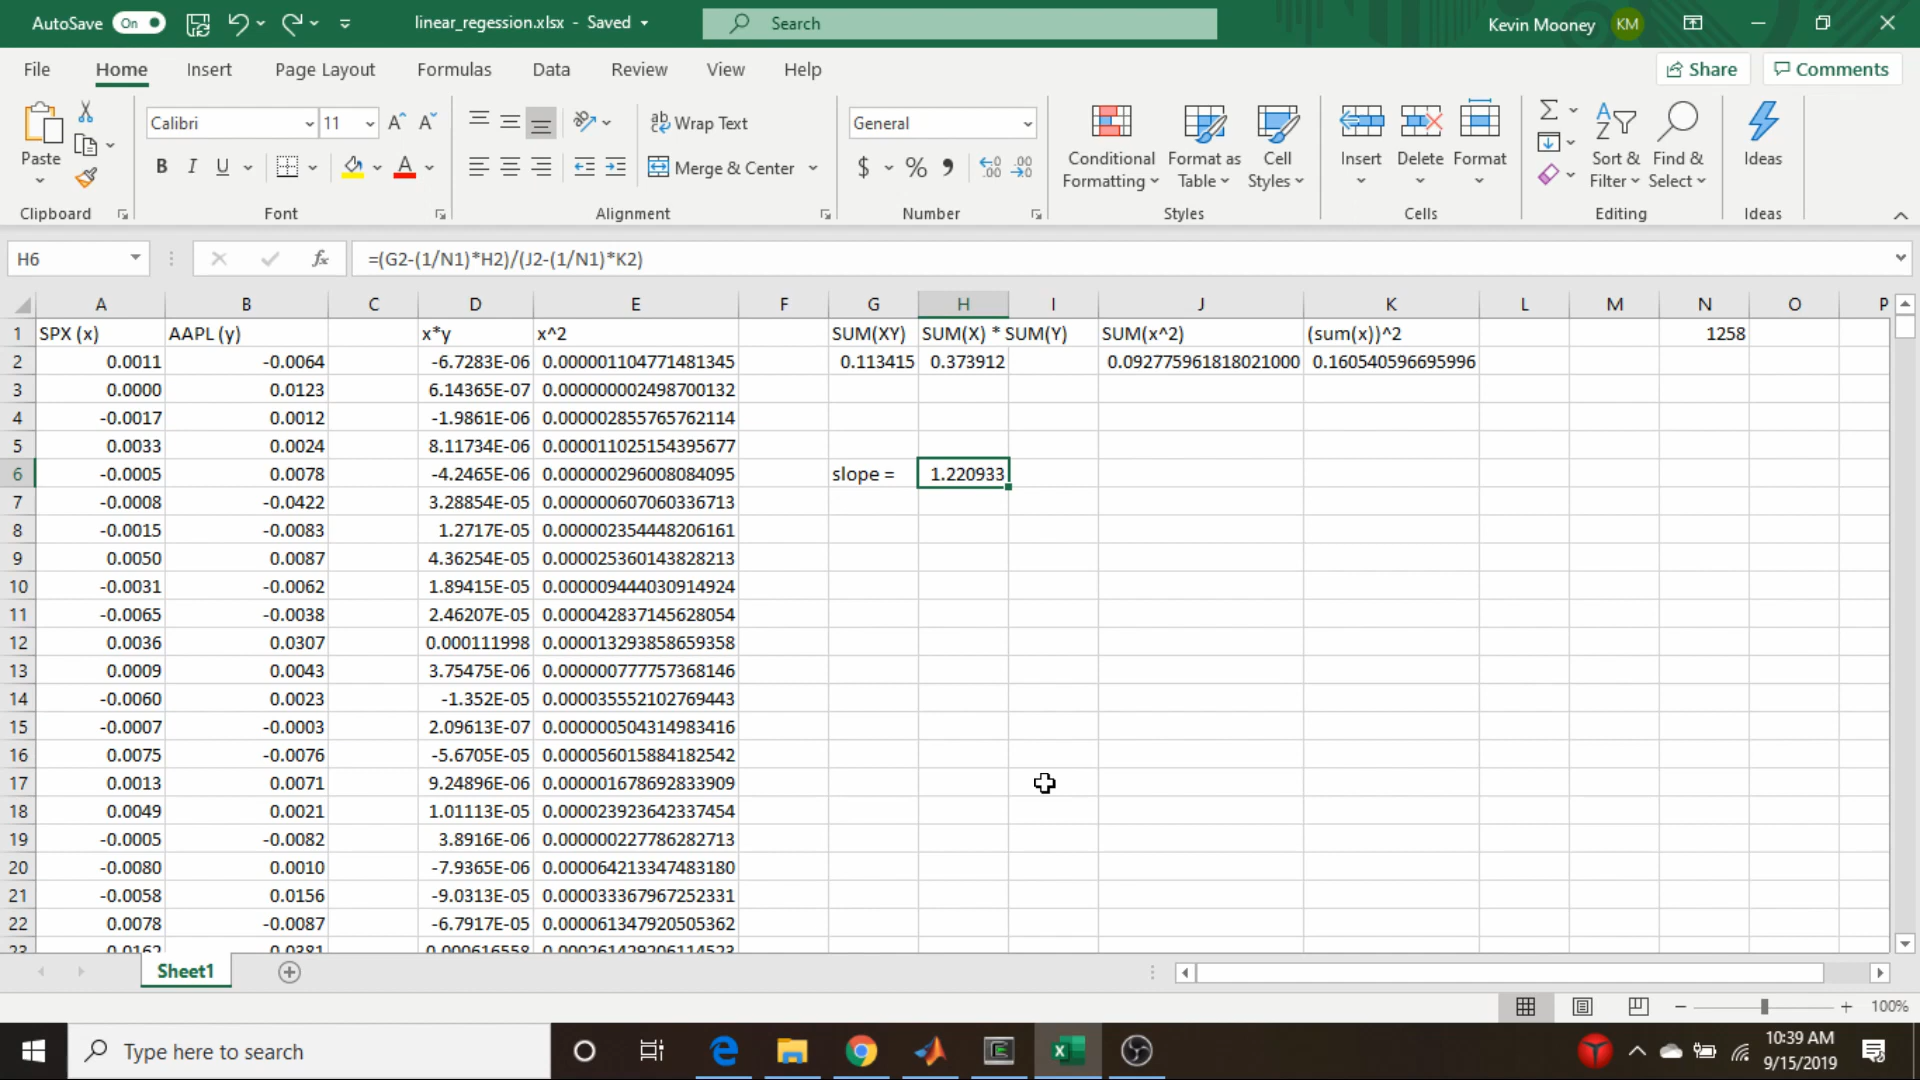 AutoSave On linear_regession.xlsx - Saved Search Kevin Mooney KM
File Home Insert Page Layout Formulas Data Review View Help Share Comments
Calibri 11 Wrap Text General
Paste B I U A Merge & Center $ % Conditional Formatting Format as Table Cell Styles Insert Delete Format Sort & Filter Find & Select Ideas
Clipboard Font Alignment Number Styles Cells Editing Ideas
H6 fx =(G2-(1/N1)*H2)/(J2-(1/N1)*K2)
A B C D E F G H I J K L M N O P
1 SPX (x) AAPL (y) x*y x^2 SUM(XY) SUM(X) * SUM(Y) SUM(x^2) (sum(x))^2 1258
2 0.0011 -0.0064 -6.7283E-06 0.000001104771481345 0.113415 0.373912 0.092775961818021000 0.160540596695996
3 0.0000 0.0123 6.14365E-07 0.000000002498700132
4 -0.0017 0.0012 -1.9861E-06 0.000002855765762114
5 0.0033 0.0024 8.11734E-06 0.000011025154395677
6 -0.0005 0.0078 -4.2465E-06 0.000000296008084095 slope = 1.220933
7 -0.0008 -0.0422 3.28854E-05 0.000000607060336713
8 -0.0015 -0.0083 1.2717E-05 0.000002354448206161
9 0.0050 0.0087 4.36254E-05 0.000025360143828213
10 -0.0031 -0.0062 1.89415E-05 0.000009444030914924
11 -0.0065 -0.0038 2.46207E-05 0.000042837145628054
12 0.0036 0.0307 0.000111998 0.000013293858659358
13 0.0009 0.0043 3.75475E-06 0.000000777757368146
14 -0.0060 0.0023 -1.352E-05 0.000035552102769443
15 -0.0007 -0.0003 2.09613E-07 0.000000504314983416
16 0.0075 -0.0076 -5.6705E-05 0.000056015884182542
17 0.0013 0.0071 9.24896E-06 0.000001678692833909
18 0.0049 0.0021 1.01113E-05 0.000023923642337454
19 -0.0005 -0.0082 3.8916E-06 0.000000227786282713
20 -0.0080 0.0010 -7.9365E-06 0.000064213347483180
21 -0.0058 0.0156 -9.0313E-05 0.000033367967252331
22 0.0078 -0.0087 -6.7917E-05 0.000061347920505362
23 0.0162 0.0381 0.000616558 0.000261429206114523
Sheet1
100%
Type here to search 10:39 AM
9/15/2019